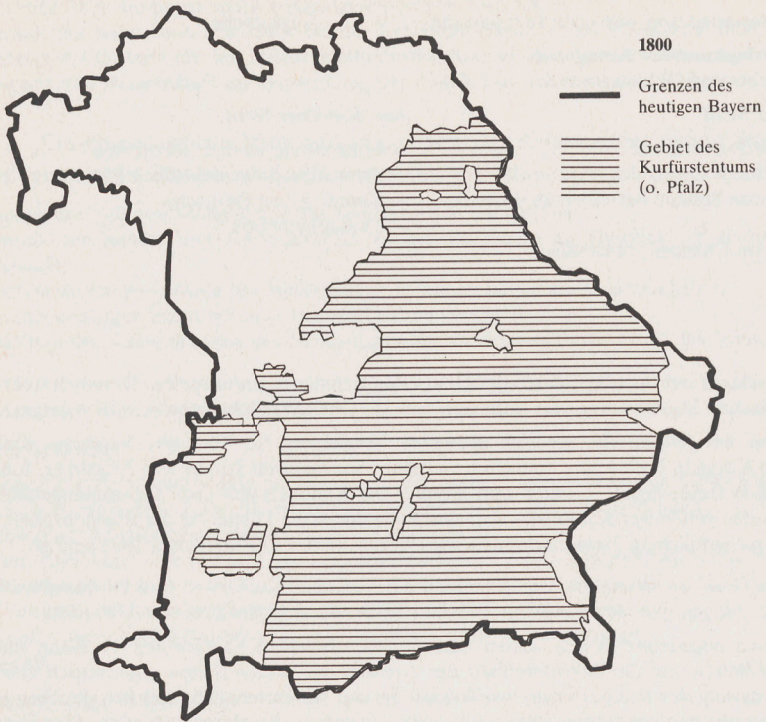 1800
Grenzen des
heutigen Bayern
Gebiet des
Kurfürstentums
(o. Pfalz)